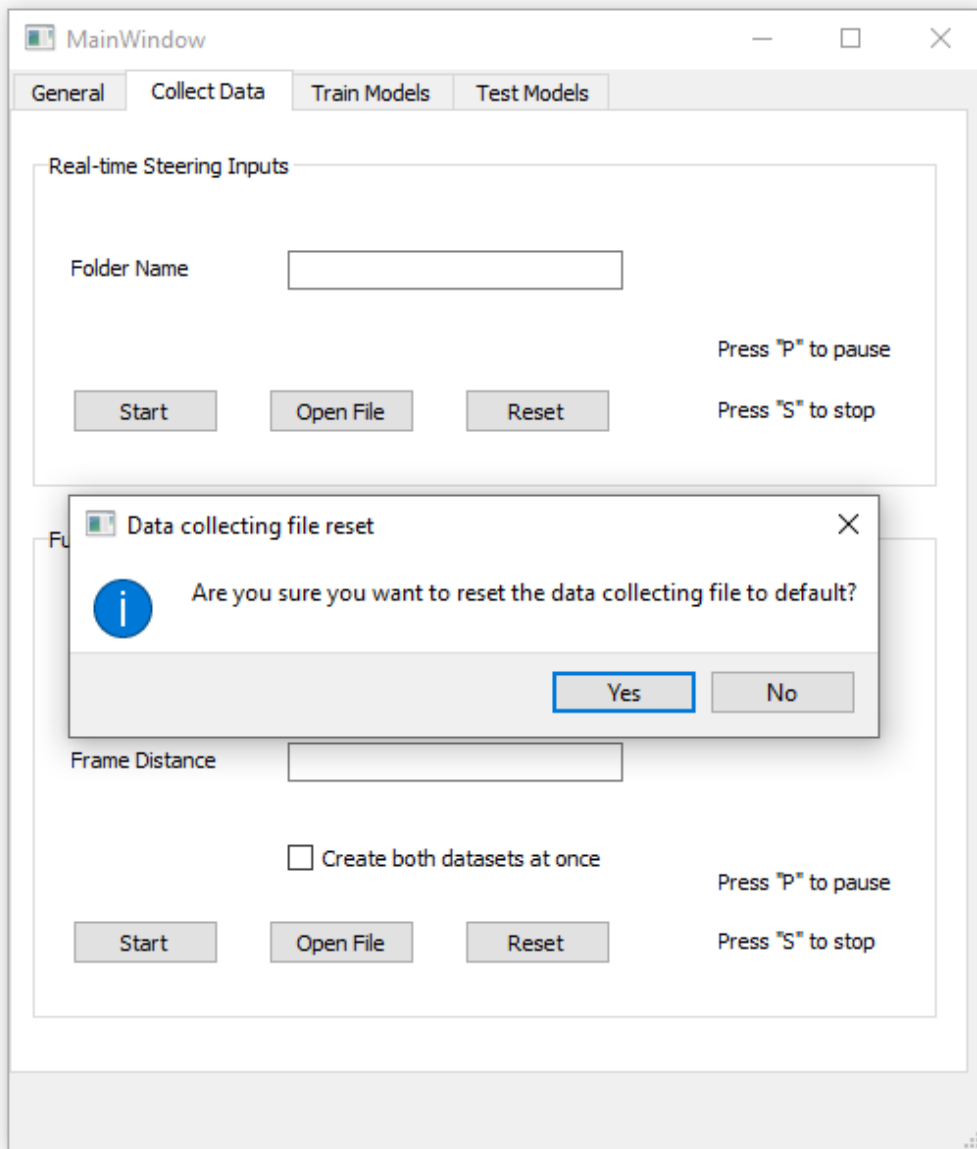 MainWindow
General Collect Data Train Models Test Models
Real-time Steering Inputs
Folder Name
Press "P" to pause
Start Open File Reset Press "S" to stop
Data collecting file reset
Are you sure you want to reset the data collecting file to default?
Yes No
Frame Distance
Create both datasets at once
Press "P" to pause
Start Open File Reset Press "S" to stop